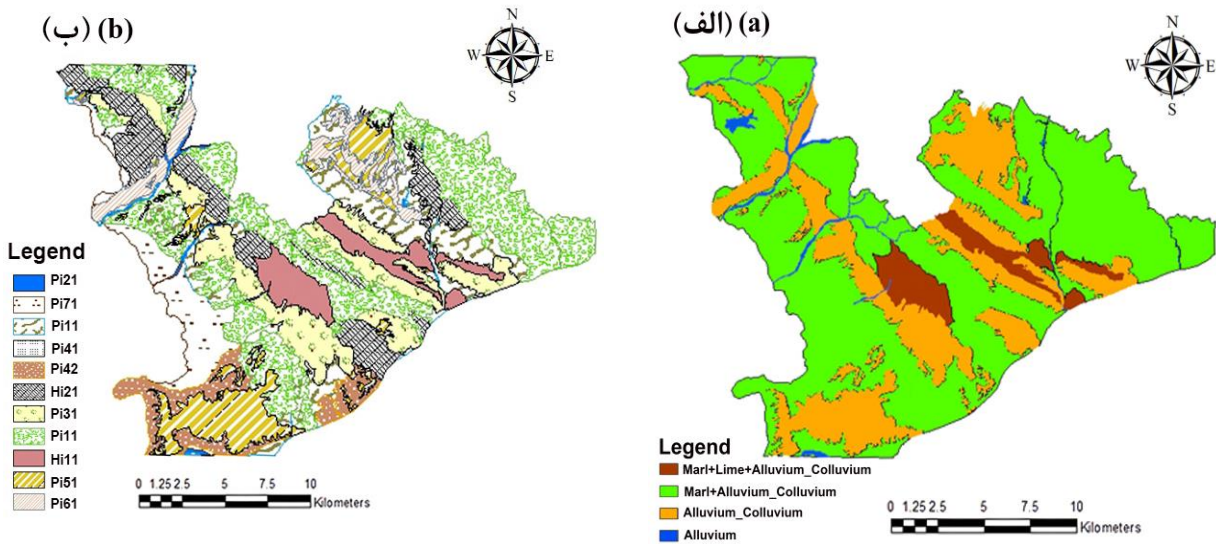 (ب) (b)
N
W E
S
Legend
Pi21
Pi71
Pi11
Pi41
Pi42
Hi21
Pi31
Pi11
Hi11
Pi51
Pi61
0 1.25 2.5 5 7.5 10
Kilometers
(الف) (a)
N
W E
S
Legend
Marl+Lime+Alluvium_Colluvium
Marl+Alluvium_Colluvium
Alluvium_Colluvium
Alluvium
0 1.25 2.5 5 7.5 10
Kilometers